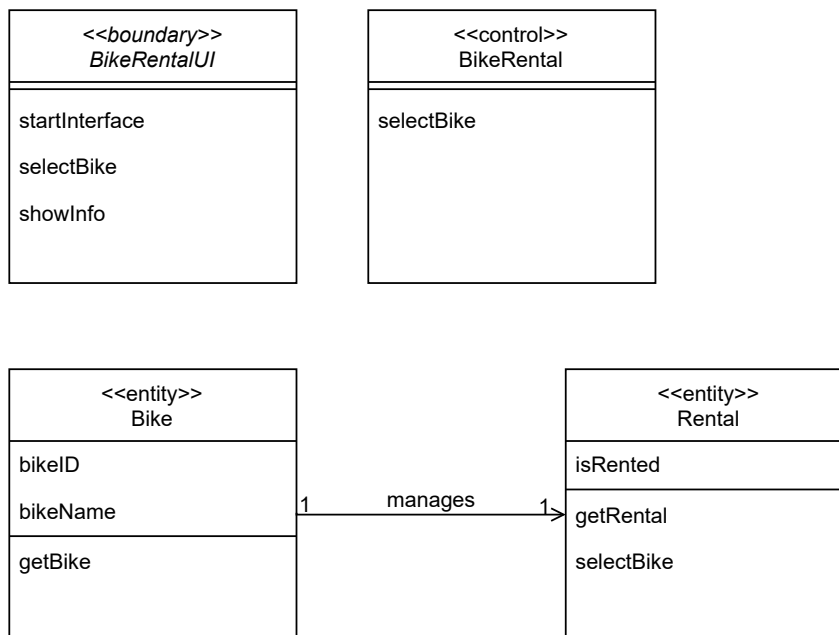 <<boundary>>
BikeRentalUI
startInterface
selectBike
showInfo
<<control>>
BikeRental
selectBike
<<entity>>
Bike
bikeID
bikeName
getBike
1
manages
1
<<entity>>
Rental
isRented
getRental
selectBike